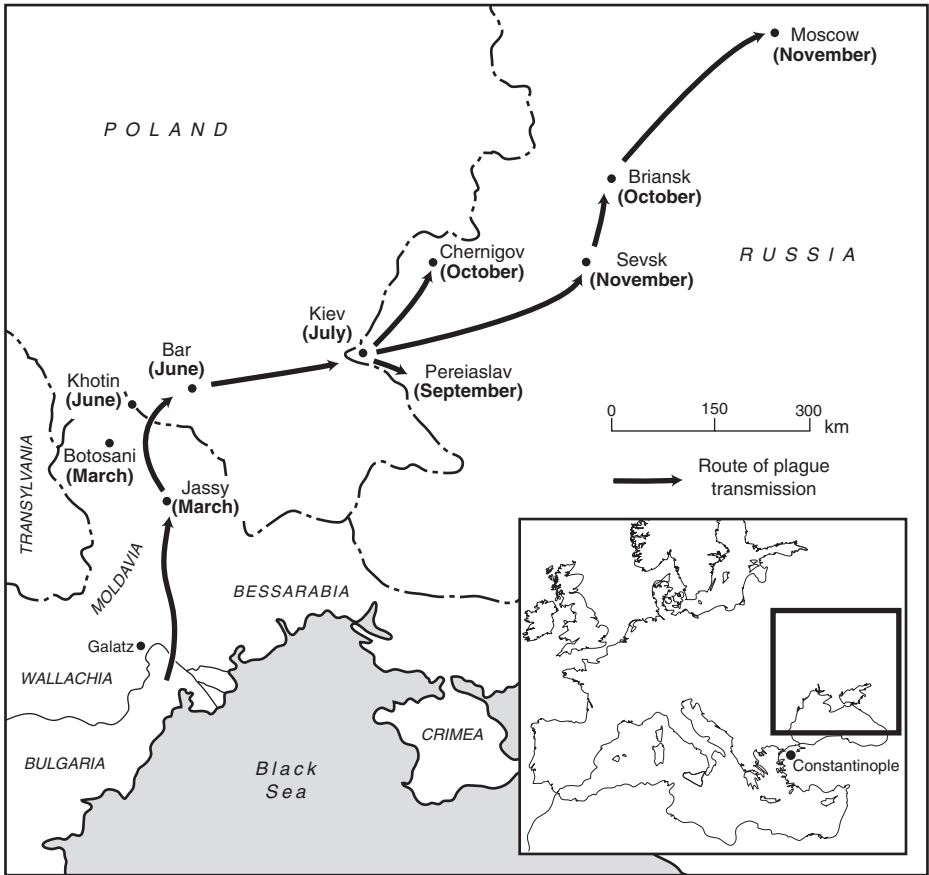 Moscow
(November)
POLAND
Briansk
(October)
RUSSIA
Chernigov
(October)
Sevsk
(November)
Kiev
(July)
Bar
(June)
Pereiaslav
(September)
Khotin
(June)
0 150 300
km
Botosani
(March)
Route of plague
transmission
TRANSYLVANIA
Jassy
(March)
MOLDAVIA
BESSARABIA
Galatz
WALLACHIA
CRIMEA
BULGARIA
Black
Sea
Constantinople